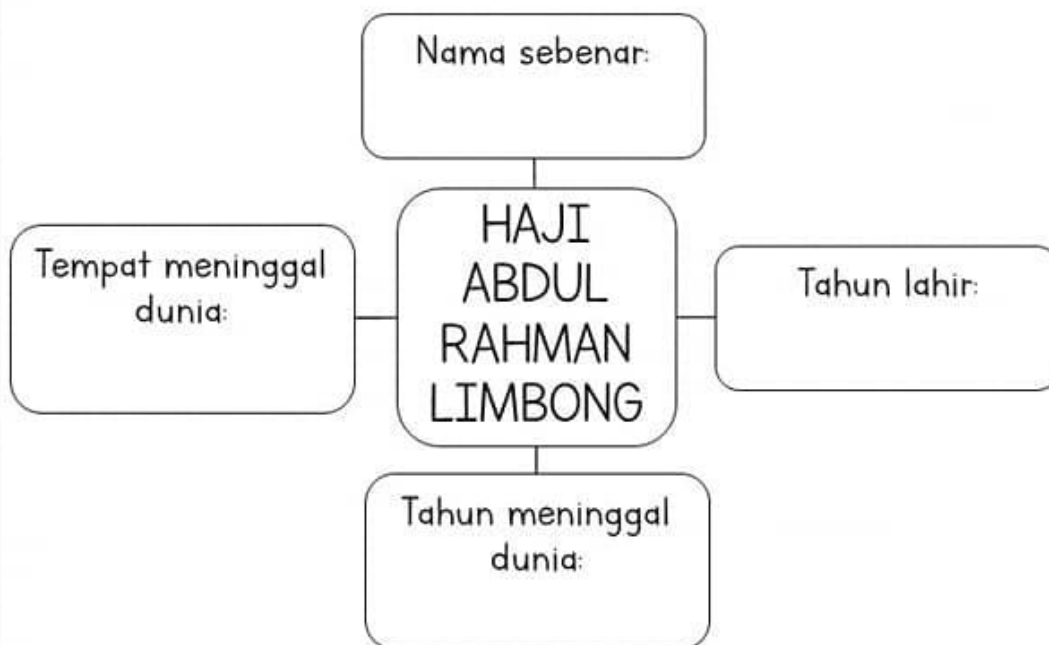 Nama sebenar:
HAJI
ABDUL
RAHMAN
LIMBONG
Tempat meninggal
dunia:
Tahun lahir:
Tahun meninggal
dunia: